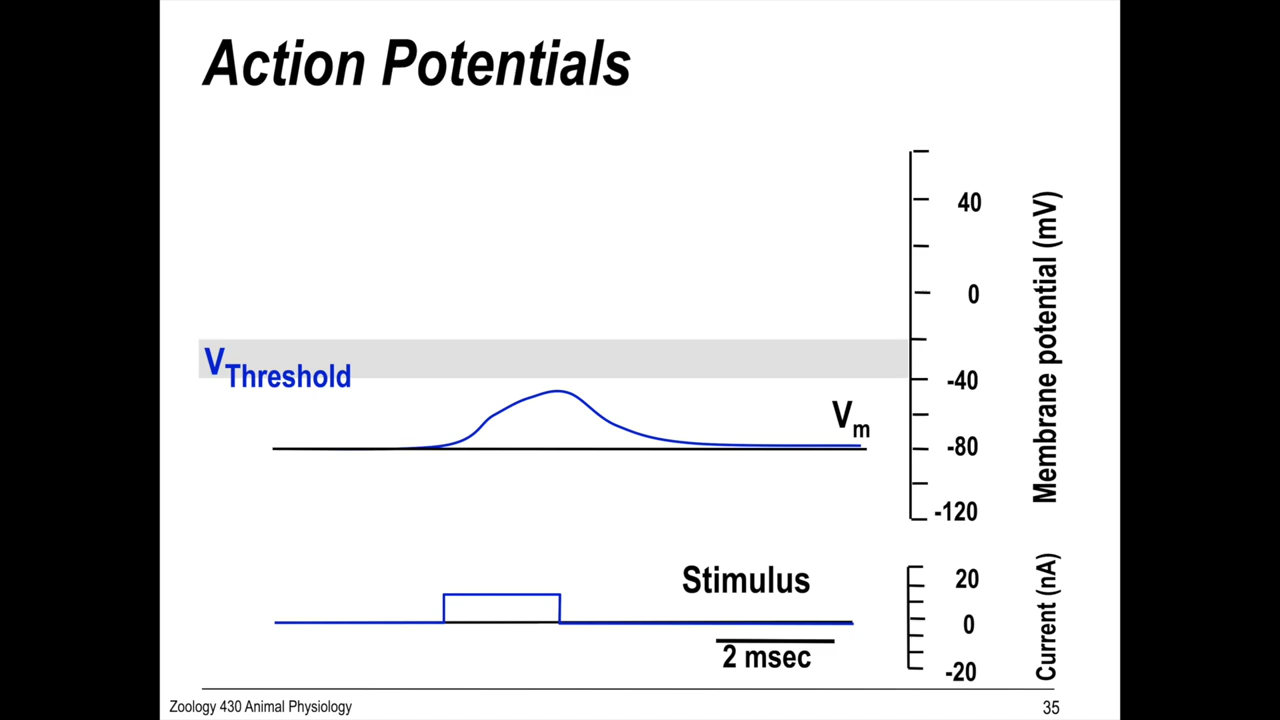 Action Potentials
40
0
-40
-80
-120
Membrane potential (mV)
VThreshold
Vm
Stimulus
2 msec
20
0
-20
Current (nA)
Zoology 430 Animal Physiology
35